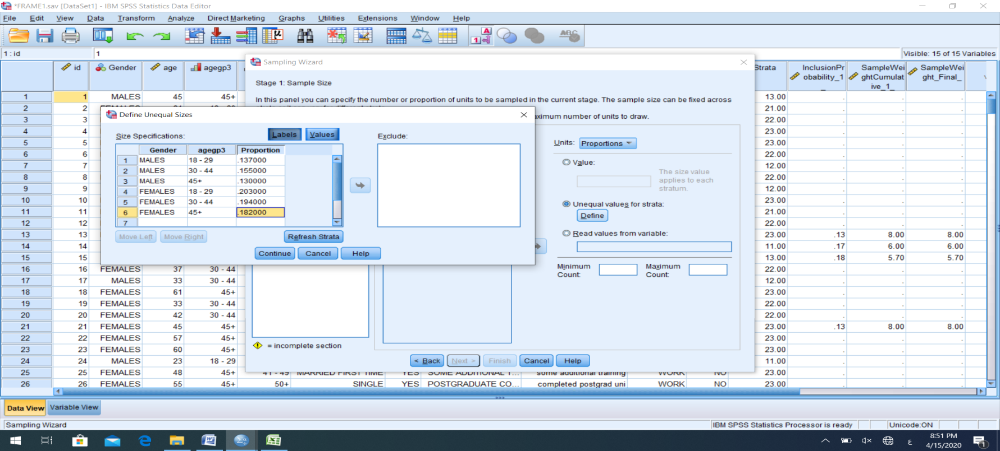 *FRAME1.sav [DataSet1] - IBM SPSS Statistics Data Editor
File Edit View Data Transform Analyze Direct Marketing Graphs Utilities Extensions Window Help
1 : id 1 Visible: 15 of 15 Variables
id Gender age agegp3 Strata InclusionPr obability_1 _ SampleWei ghtCumulat ive_1_ SampleWei ght_Final_
Sampling Wizard
Stage 1: Sample Size
In this panel you can specify the number or proportion of units to be sampled in the current stage. The sample size can be fixed across
aximum number of units to draw.
Define Unequal Sizes
Size Specifications: Labels Values Exclude:
Gender agegp3 Proportion
1 MALES 18 - 29 .137000
2 MALES 30 - 44 .155000
3 MALES 45+ .130000
4 FEMALES 18 - 29 .203000
5 FEMALES 30 - 44 .194000
6 FEMALES 45+ .182000
7
Move Left Move Right Refresh Strata
Continue Cancel Help
Units: Proportions
Value:
The size value
applies to each
stratum.
Unequal values for strata:
Define
Read values from variable:
Minimum Count: Maximum Count:
= incomplete section
< Back Next > Finish Cancel Help
1 1 MALES 45 45+ 13.00 . . .
2 2 21.00 . . .
3 3 22.00 . . .
4 4 23.00 . . .
5 5 23.00 . . .
6 6 22.00 . . .
7 7 12.00 . . .
8 8 22.00 . . .
9 9 12.00 . . .
10 10 23.00 . . .
11 11 21.00 . . .
12 12 22.00 . . .
13 13 23.00 .13 8.00 8.00
14 14 11.00 .17 6.00 6.00
15 15 13.00 .18 5.70 5.70
16 16 FEMALES 37 30 - 44 22.00 . . .
17 17 MALES 33 30 - 44 12.00 . . .
18 18 FEMALES 61 45+ 23.00 . . .
19 19 FEMALES 33 30 - 44 22.00 . . .
20 20 FEMALES 42 30 - 44 22.00 . . .
21 21 FEMALES 45 45+ 23.00 .13 8.00 8.00
22 22 FEMALES 57 45+ 23.00 . . .
23 23 FEMALES 60 45+ 23.00 . . .
24 24 MALES 23 18 - 29 11.00 . . .
25 25 FEMALES 48 45+ 41 - 49 MARRIED FIRST TIME YES SOME ADDITIONAL T... some additional training WORK NO 23.00 . . .
26 26 FEMALES 55 45+ 50+ SINGLE YES POSTGRADUATE CO... completed postgrad uni WORK NO 23.00 . . .
Data View Variable View
Sampling Wizard IBM SPSS Statistics Processor is ready Unicode:ON
8:51 PM
ع
4/15/2020
1